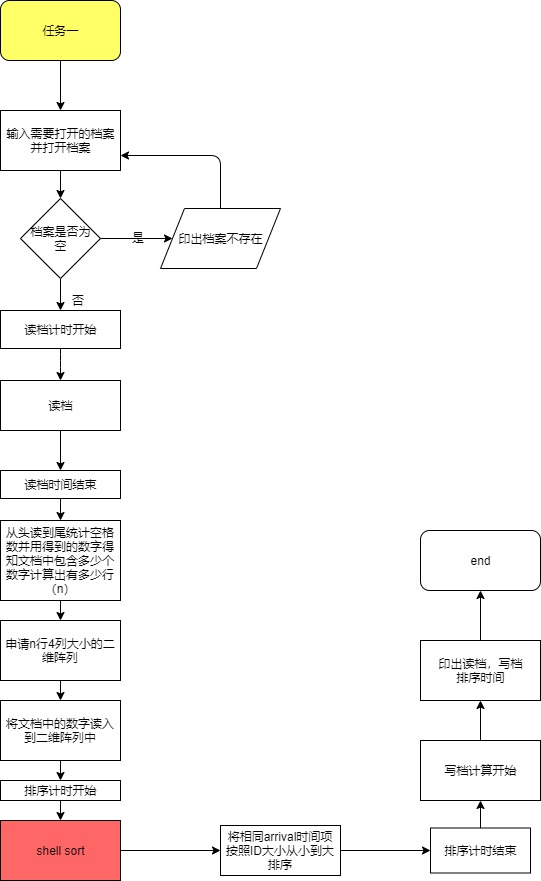 任务一
输入需要打开的档案
并打开档案
档案是否为
空
是
印出档案不存在
否
读档计时开始
读档
读档时间结束
从头读到尾统计空格
数并用得到的数字得
知文档中包含多少个
数字计算出有多少行
（n）
申请n行4列大小的二
维阵列
将文档中的数字读入
到二维阵列中
排序计时开始
shell sort
将相同arrival时间项
按照ID大小从小到大
排序
排序计时结束
写档计算开始
印出读档，写档
排序时间
end